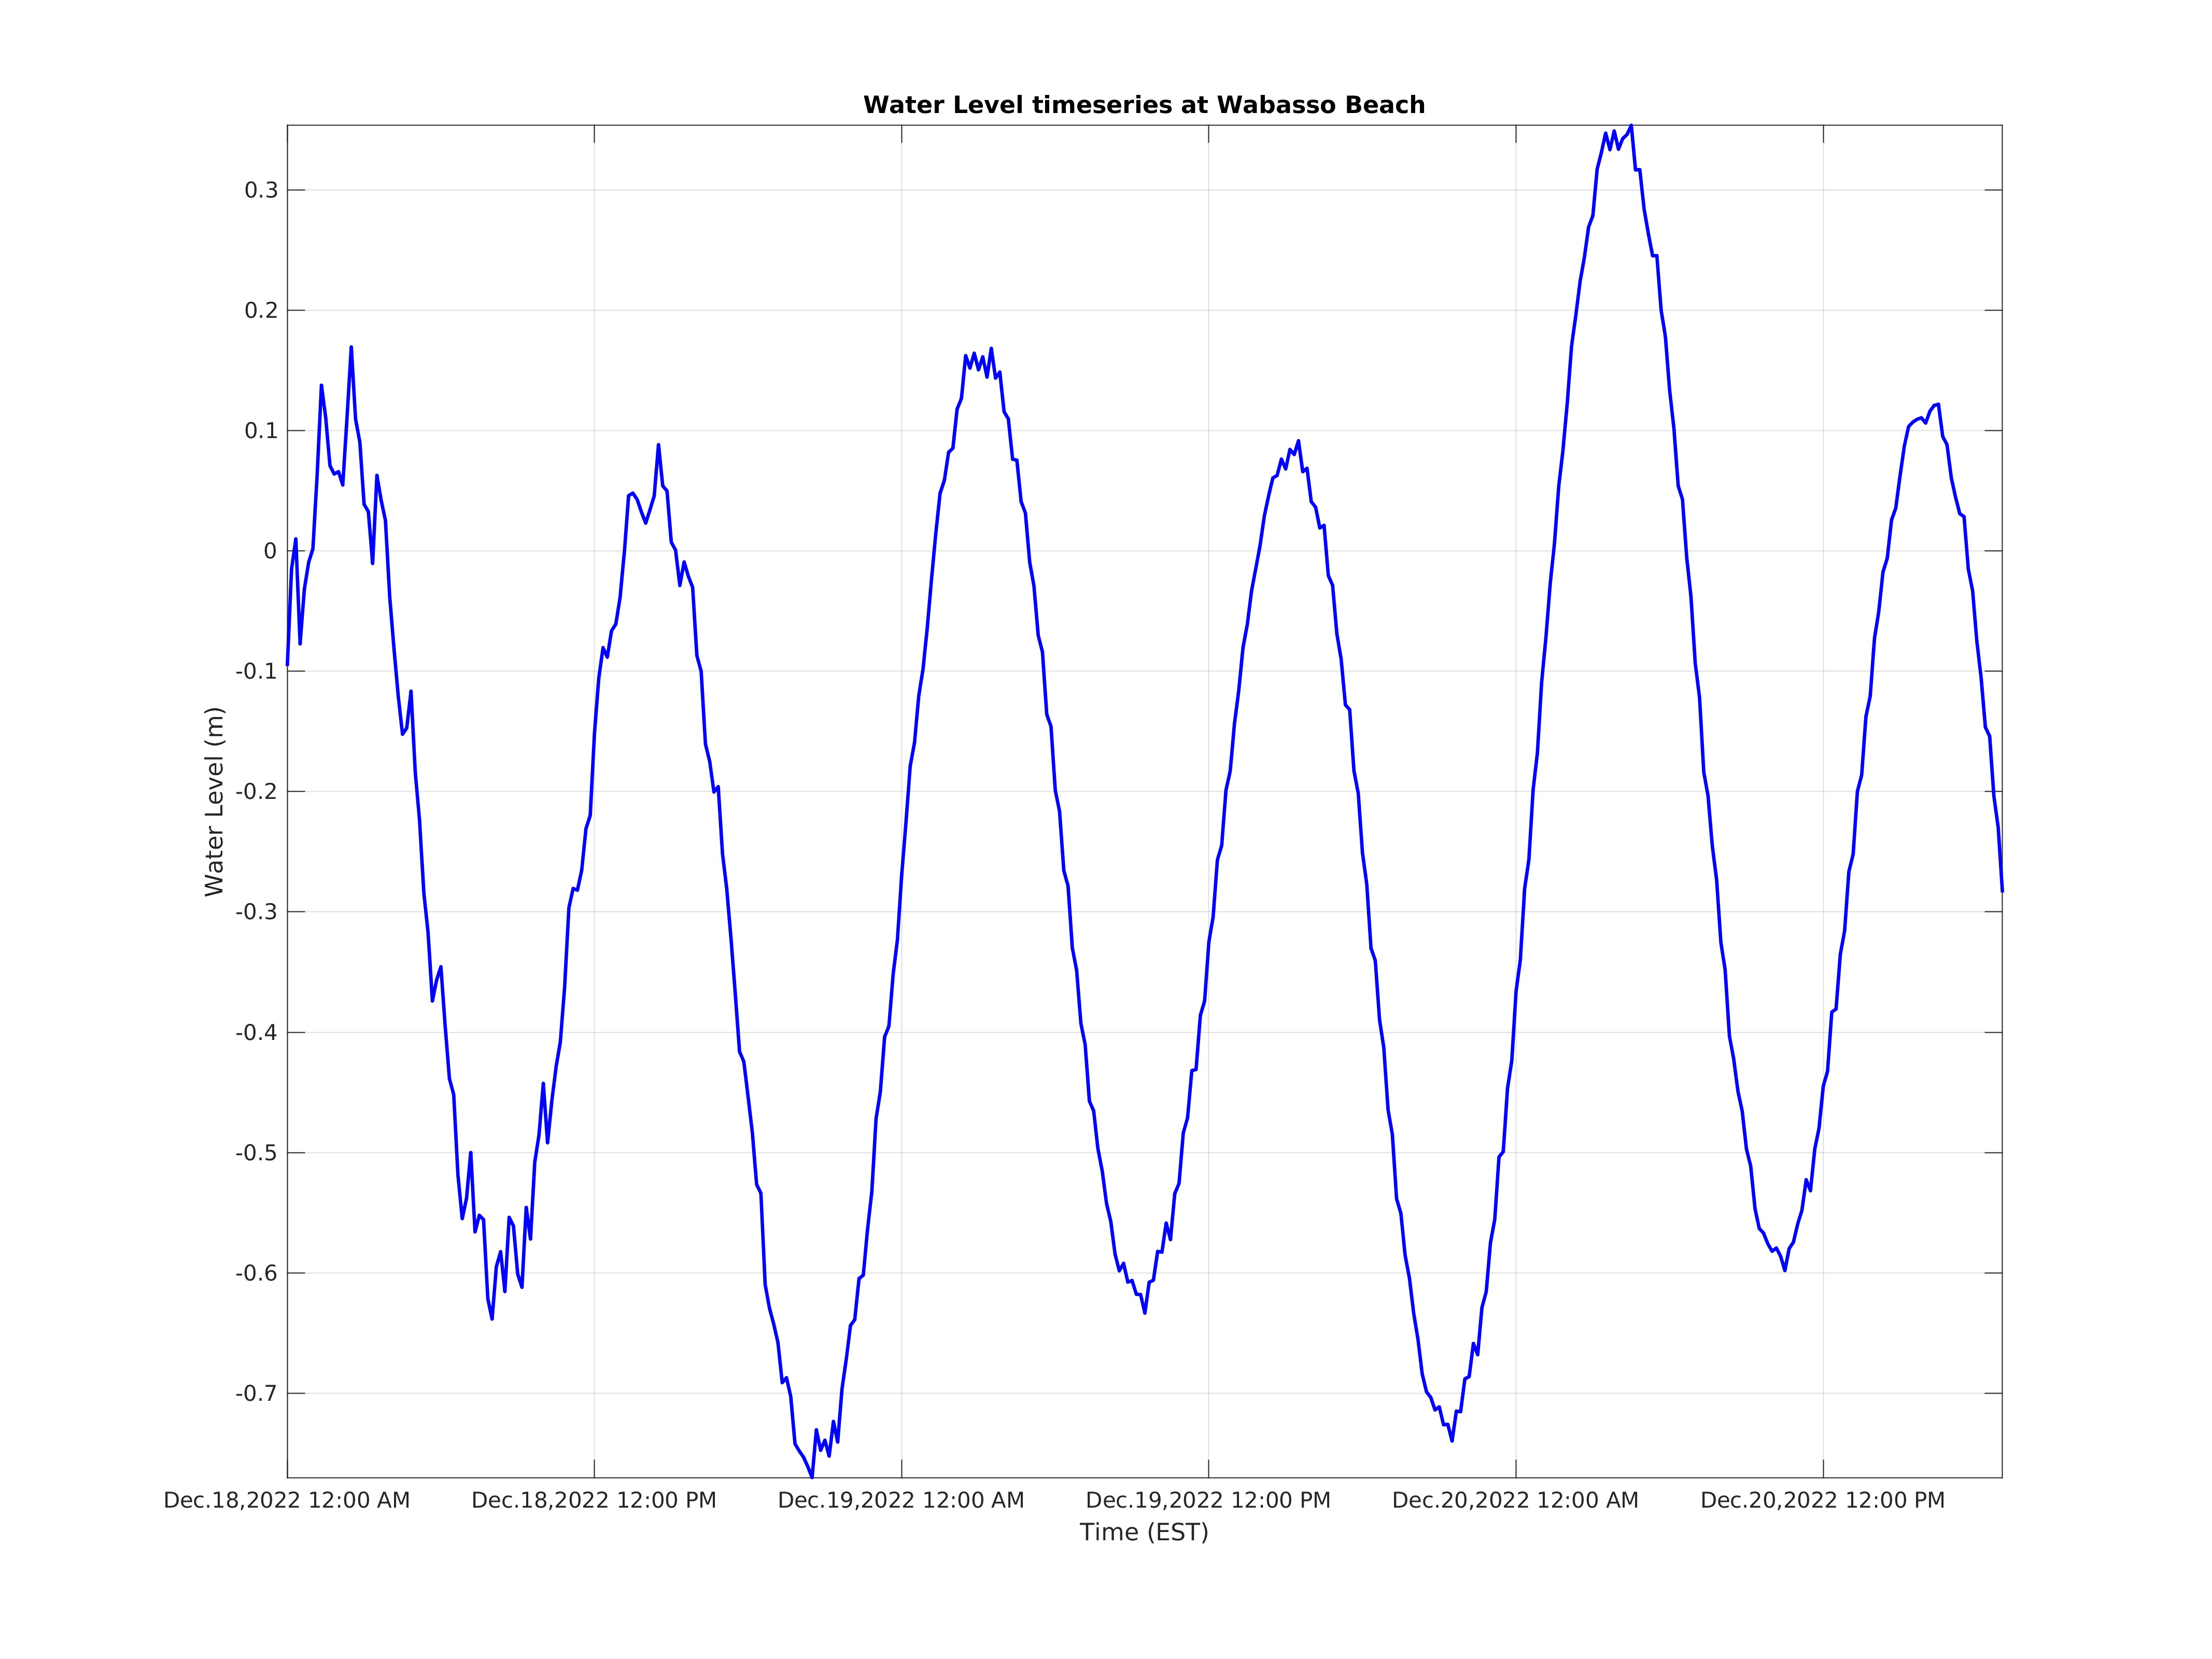 Water Level timeseries at Wabasso Beach
0.3
0.2
0.1
0
-0.1
-0.2
-0.3
-0.4
-0.5
-0.6
-0.7
Water Level (m)
Dec.18,2022 12:00 AM Dec.18,2022 12:00 PM Dec.19,2022 12:00 AM Dec.19,2022 12:00 PM Dec.20,2022 12:00 AM Dec.20,2022 12:00 PM
Time (EST)